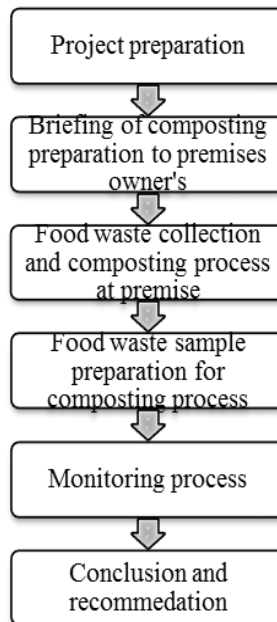 Project preparation
Briefing of composting
preparation to premises
owner's
Food waste collection
and composting process
at premise
Food waste sample
preparation for
composting process
Monitoring process
Conclusion and
recommedation